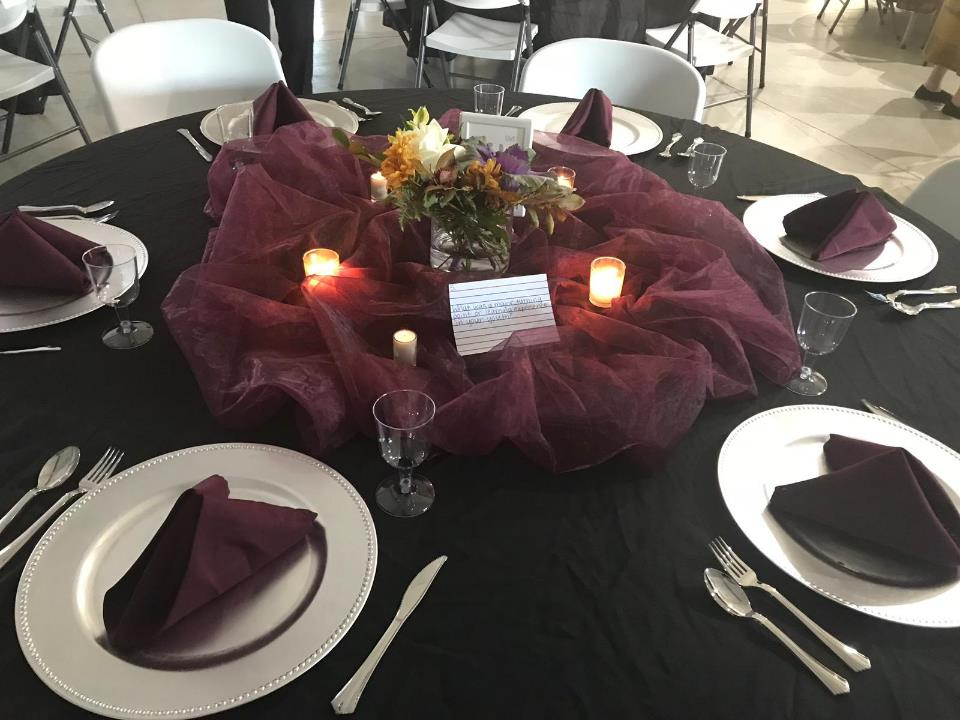 What was a major turning
point or learning experience
in your youth?